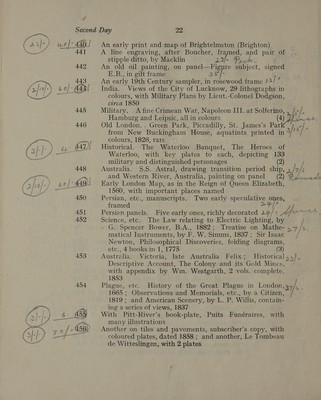 Second Day 22
440 An early print and map of Brighthelmston (Brighton)
441 A line engraving, after Boucher, framed, and pair of
stipple ditto, by Macklin
442 An old oil painting, on panel—Figure subject, signed
E.B., in gilt frame
443 An early 19th Century sampler, in rosewood frame
444 India. Views of the City of Lucknow, 29 lithographs in
colours, with Military Plans by Lieut.-Colonel Dodgson,
circa 1850
445 Military. A fine Crimean War, Napoleon III. at Solferino,
Hamburg and Leipsic, all in colours (4)
446 Old London. Green Park, Piccadilly, St. James's Park
from New Buckingham House, aquatints printed in
colours, 1828, rare
447 Historical. The Waterloo Banquet, The Heroes of
Waterloo, with key plates to each, depicting 133
military and distinguished personages (2)
448 Australia. S.S. Astral, drawing transition period ship,
and Western River, Australia, painting on panel (2)
449 Early London Map, as in the Reign of Queen Elizabeth,
1560, with important places named
450 Persian, etc., manuscripts. Two early speculative ones,
framed
451 Persian panels. Five early ones, richly decorated
452 Science, etc. The Law relating to Electric Lighting, by
G. Spencer Bower, B.A., 1882; Treatise on Mathe-
matical Instruments, by F. W. Simms, 1837; Sir Isaac
Newton, Philosophical Discoveries, folding diagrams,
etc., 4 books in 1, 1775 (3)
453 Australia. Victoria, late Australia Felix; Historical
Descriptive Account, The Colony and its Gold Mines,
with appendix by Wm. Westgarth, 2 vols. complete,
1853
454 Plague, etc. History of the Great Plague in London,
1665; Observations and Memorials, etc., by a Citizen,
1819; and American Scenery, by L. P. Willis, contain-
ing a series of views, 1837
455 With Pitt-River's book-plate, Puits Funéraires, with
many illustrations
456 Another on tiles and pavements, subscriber's copy, with
coloured plates, dated 1858; and another, Le Tombeau
de Witteslingen, with 2 plates